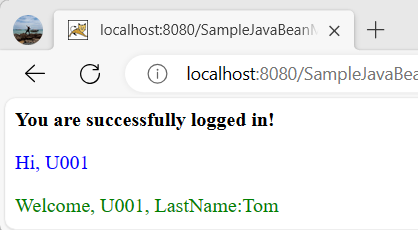 localhost:8080/SampleJavaBeanM
localhost:8080/SampleJavaBea
You are successfully logged in!
Hi, U001
Welcome, U001, LastName:Tom